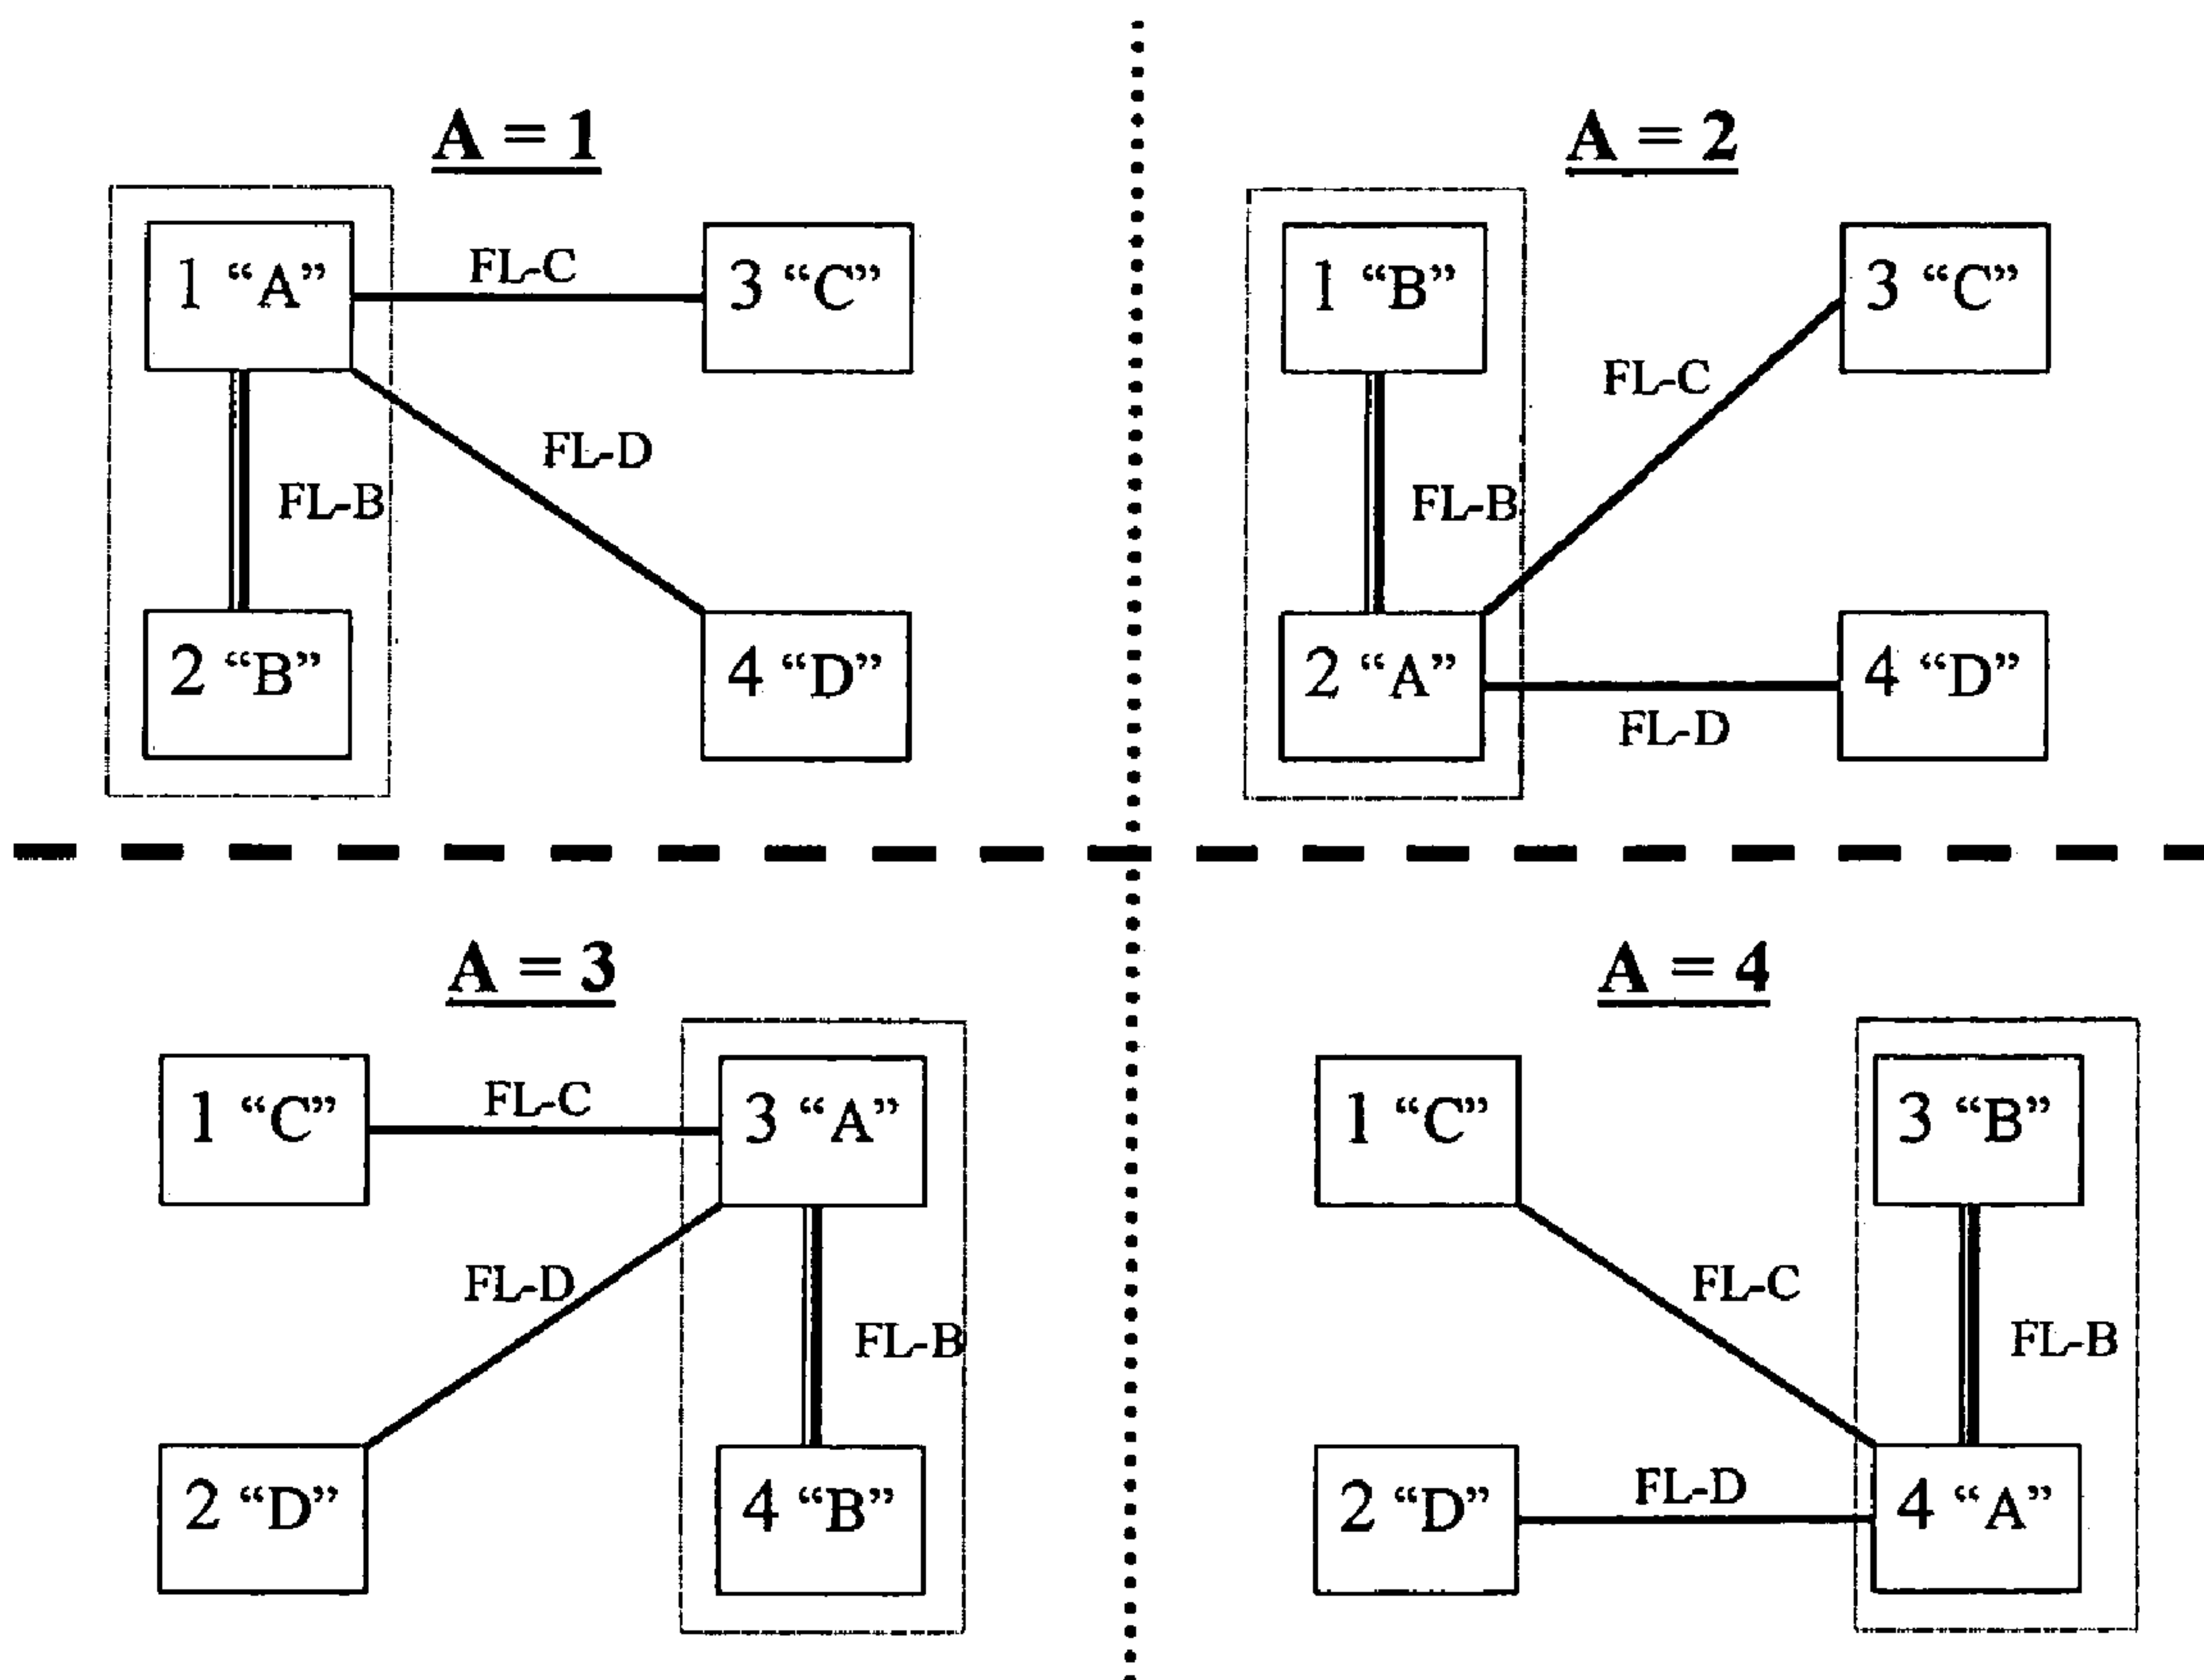 A = 1
1 “A”
FL-C
3 “C”
FL-D
FL-B
2 “B”
4 “D”
A = 2
1 “B”
3 “C”
FL-C
FL-B
2 “A”
4 “D”
FL-D
A = 3
1 “C”
FL-C
3 “A”
FL-D
FL-B
2 “D”
4 “B”
A = 4
1 “C”
3 “B”
FL-C
FL-B
2 “D”
FL-D
4 “A”